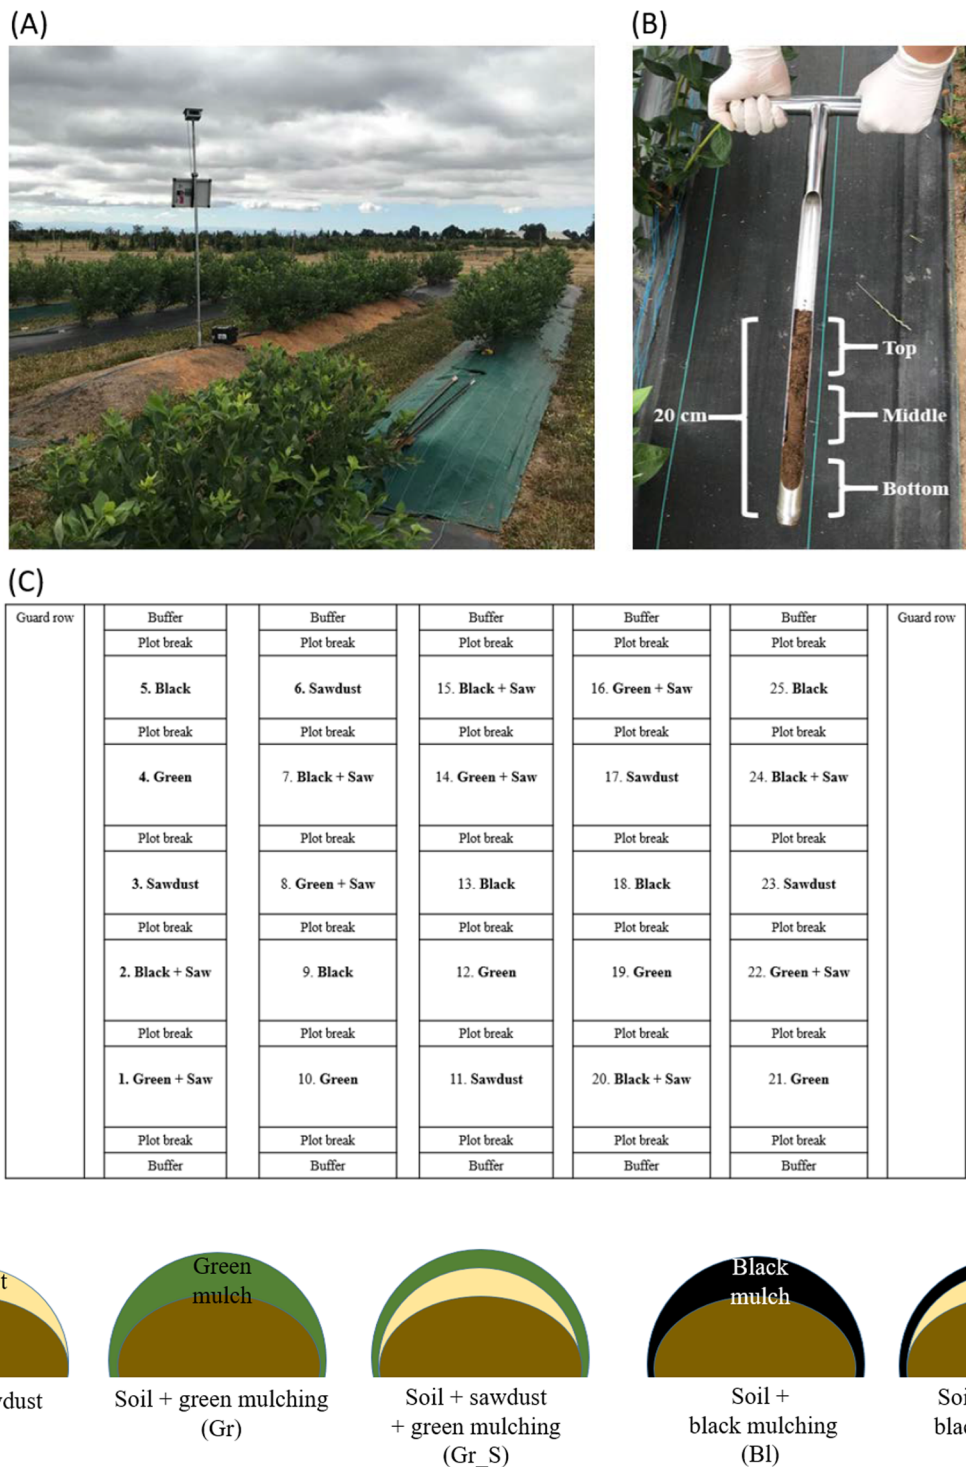 (A)
(B)
Top
20 cm
Middle
Bottom
(C)
Guard row
Buffer
Buffer
Buffer
Buffer
Buffer
Guard row
Plot break
Plot break
Plot break
Plot break
Plot break
5. Black
6. Sawdust
15. Black + Saw
16. Green + Saw
25. Black
Plot break
Plot break
Plot break
Plot break
Plot break
4. Green
7. Black + Saw
14. Green + Saw
17. Sawdust
24. Black + Saw
Plot break
Plot break
Plot break
Plot break
Plot break
3. Sawdust
8. Green + Saw
13. Black
18. Black
23. Sawdust
Plot break
Plot break
Plot break
Plot break
Plot break
2. Black + Saw
9. Black
12. Green
19. Green
22. Green + Saw
Plot break
Plot break
Plot break
Plot break
Plot break
1. Green + Saw
10. Green
11. Sawdust
20. Black + Saw
21. Green
Plot break
Plot break
Plot break
Plot break
Plot break
Buffer
Buffer
Buffer
Buffer
Buffer
t
Green
mulch
Black
mulch
dust
Soil + green mulching
(Gr)
Soil + sawdust
+ green mulching
(Gr_S)
Soil +
black mulching
(Bl)
Soi
blac